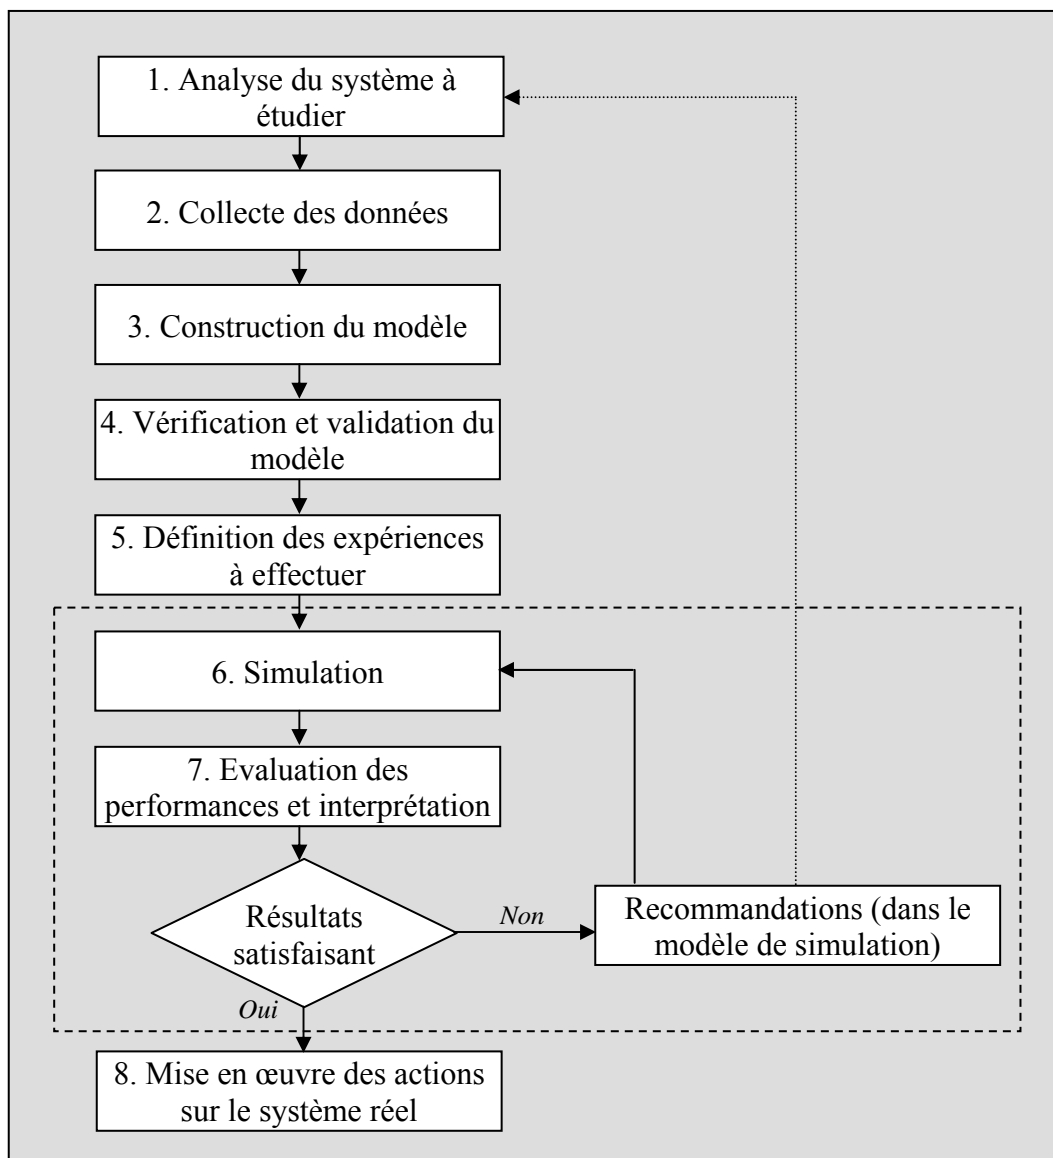 1. Analyse du système à
étudier
2. Collecte des données
3. Construction du modèle
4. Vérification et validation du
modèle
5. Définition des expériences
à effectuer
6. Simulation
7. Evaluation des
performances et interprétation
Résultats
satisfaisant
Non
Recommandations (dans le
modèle de simulation)
Oui
8. Mise en œuvre des actions
sur le système réel